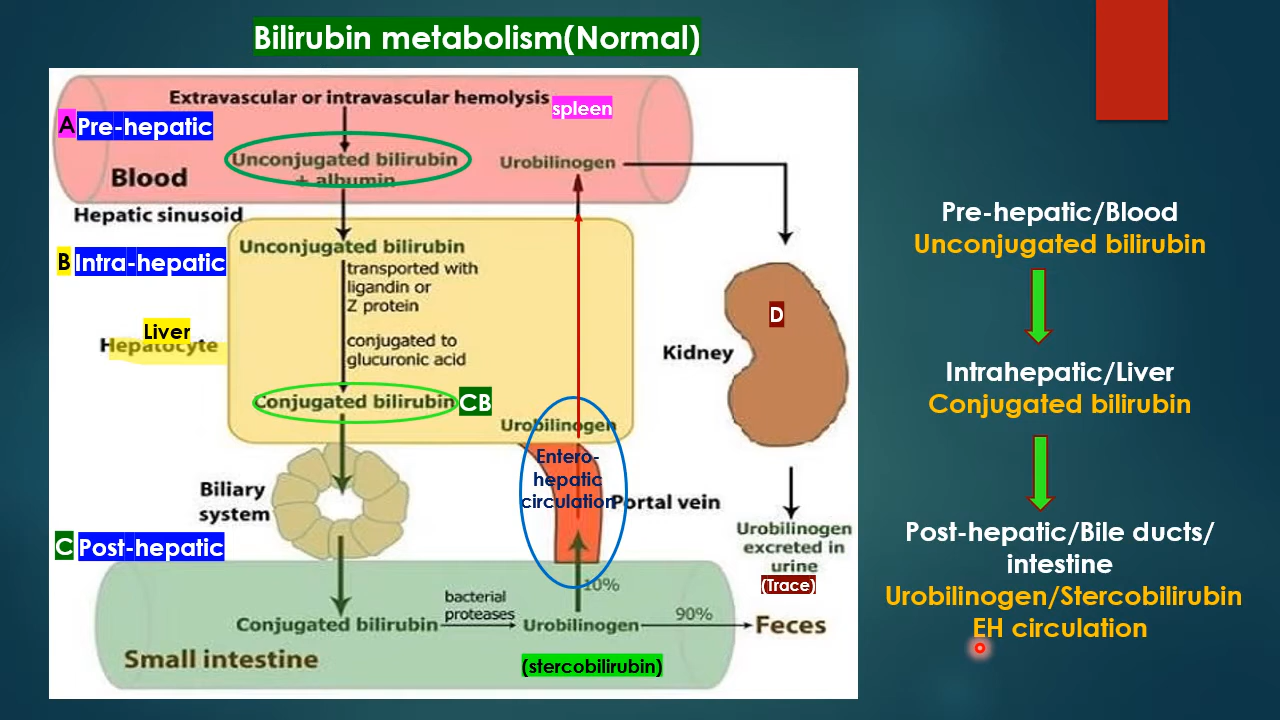 Bilirubin metabolism(Normal)
Extravascular or intravascular hemolysis
spleen
A Pre-hepatic
Unconjugated bilirubin
+ albumin
Urobilinogen
Blood
Hepatic sinusoid
Unconjugated bilirubin
B Intra-hepatic
transported with
ligandin or
Z protein
Liver
Hepatocyte
conjugated to
glucuronic acid
Conjugated bilirubin CB
Urobilinogen
D
Kidney
Entero-
hepatic
circulation
Portal vein
Biliary
system
C Post-hepatic
Urobilinogen
excreted in
urine
(Trace)
10%
Conjugated bilirubin
bacterial
proteases
Urobilinogen
90%
Feces
Small intestine
(stercobilirubin)
Pre-hepatic/Blood
Unconjugated bilirubin
Intrahepatic/Liver
Conjugated bilirubin
Post-hepatic/Bile ducts/
intestine
Urobilinogen/Stercobilirubin
EH circulation